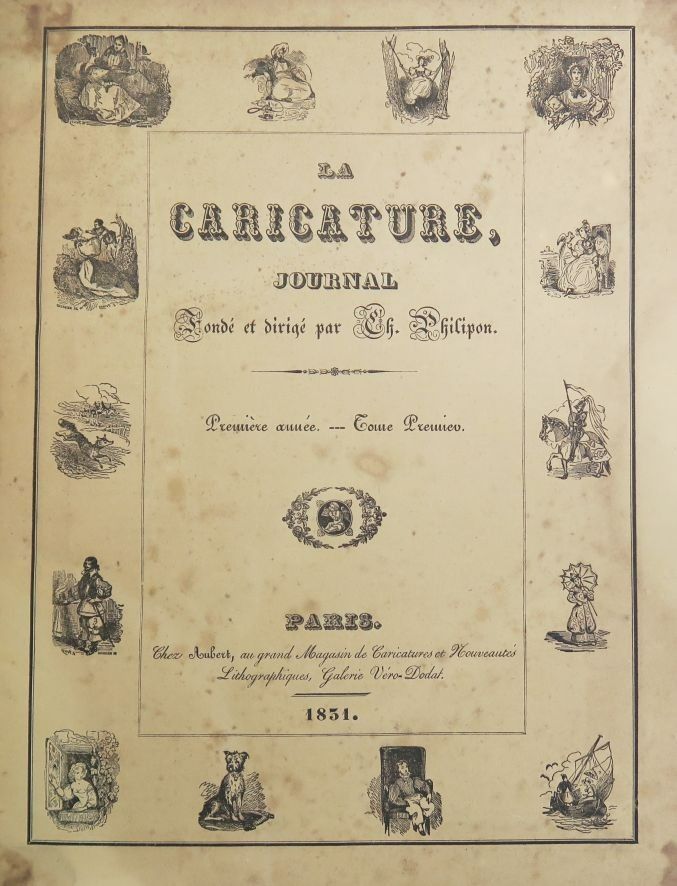 LA
CARICATURE,
JOURNAL
Fondé et dirigé par Ch. Philipon.
Première année. --- Tome Premier.
PARIS.
Chez Aubert, au grand Magasin de Caricatures et Nouveautés
Lithographiques, Galerie Véro-Dodat.
1831.